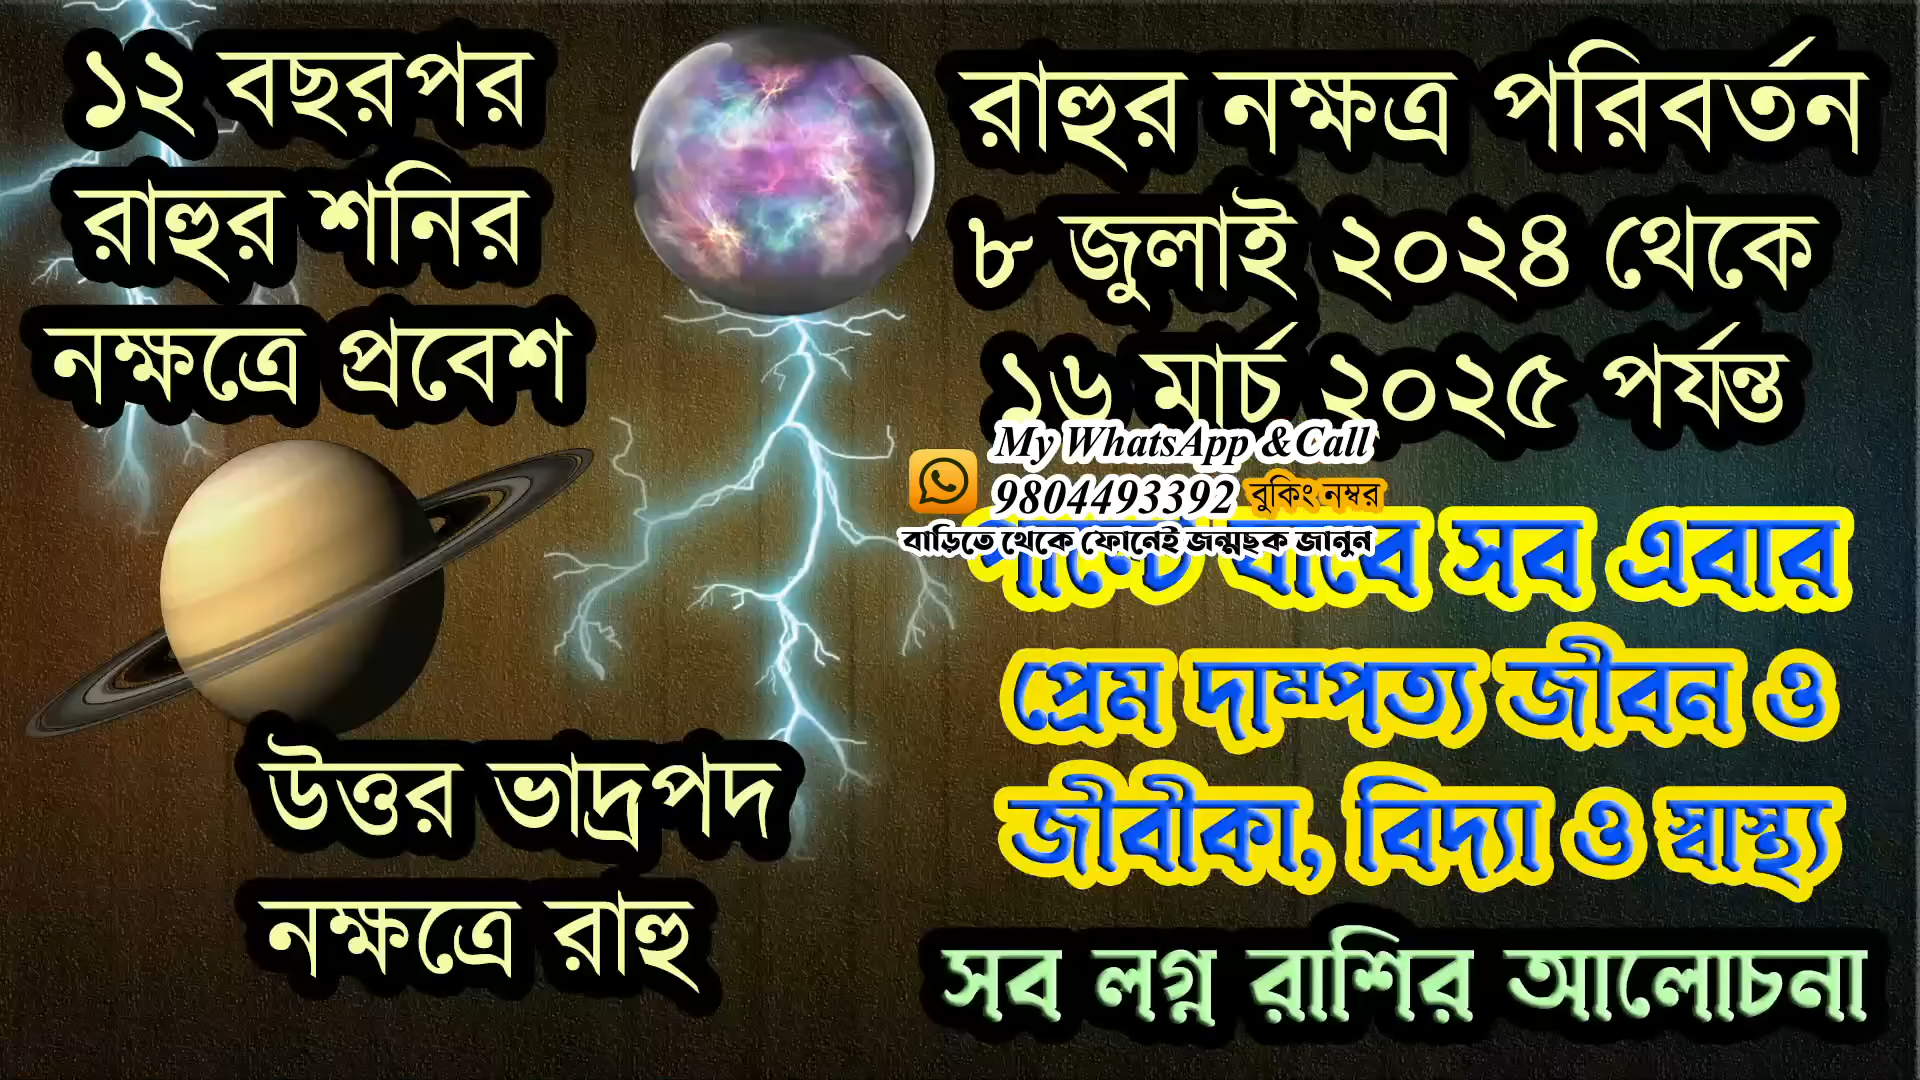 ১২ বছরপর
রাহুর শনির
নক্ষত্রে প্রবেশ
উত্তর ভাদ্রপদ
নক্ষত্রে রাহু
রাহুর নক্ষত্র পরিবর্তন
৮ জুলাই ২০২৪ থেকে
১৬ মার্চ ২০২৫ পর্যন্ত
My WhatsApp &Call
9804493392 বুকিং নম্বর
বাড়িতে থেকে ফোনেই জন্মছক জানুন
পাল্টে যাবে সব এবার
প্রেম দাম্পত্য জীবন ও
জীবীকা, বিদ্যা ও স্বাস্থ্য
সব লগ্ন রাশির আলোচনা